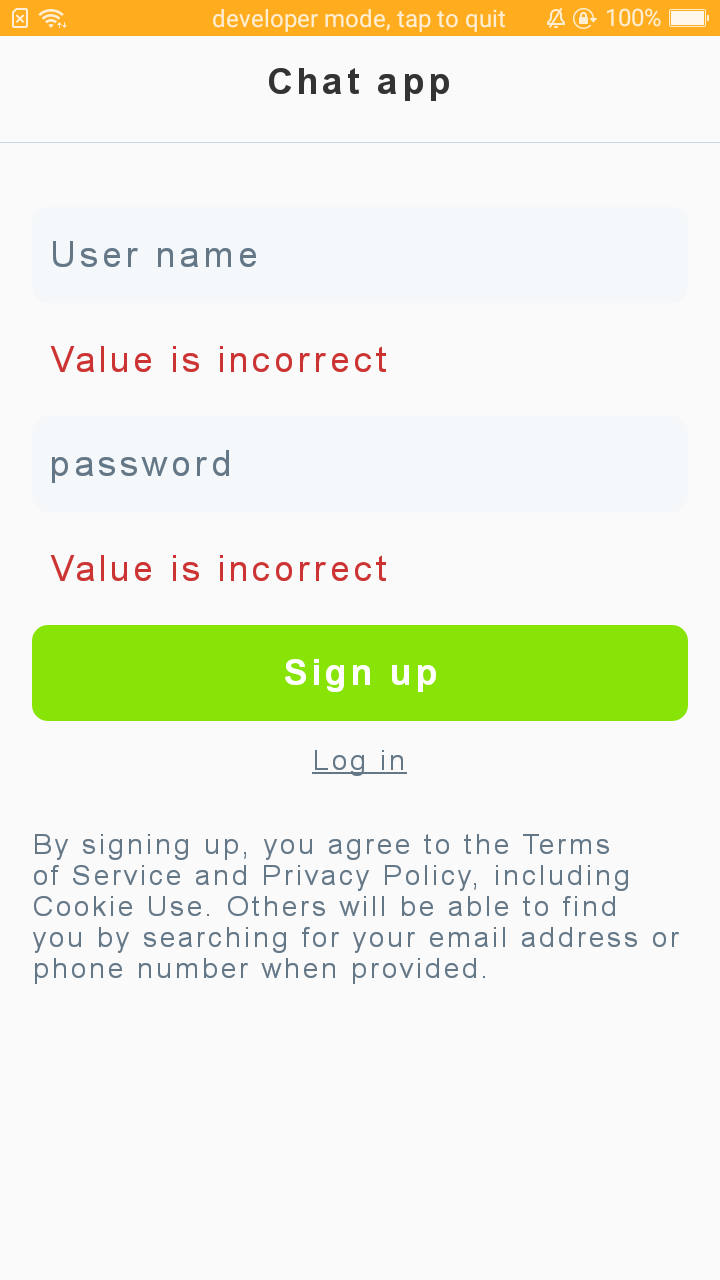 developer mode, tap to quit 100%
Chat app
User name
Value is incorrect
password
Value is incorrect
Sign up
Log in
By signing up, you agree to the Terms
of Service and Privacy Policy, including
Cookie Use. Others will be able to find
you by searching for your email address or
phone number when provided.